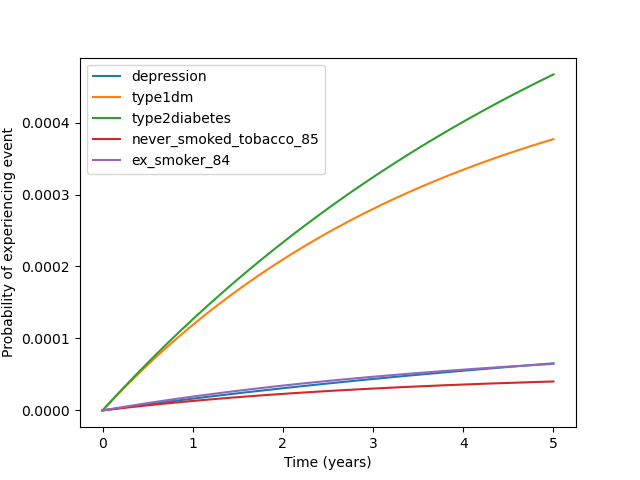 depression
type1dm
type2diabetes
never_smoked_tobacco_85
ex_smoker_84
Probability of experiencing event
0.0004
0.0003
0.0002
0.0001
0.0000
0 1 2 3 4 5
Time (years)